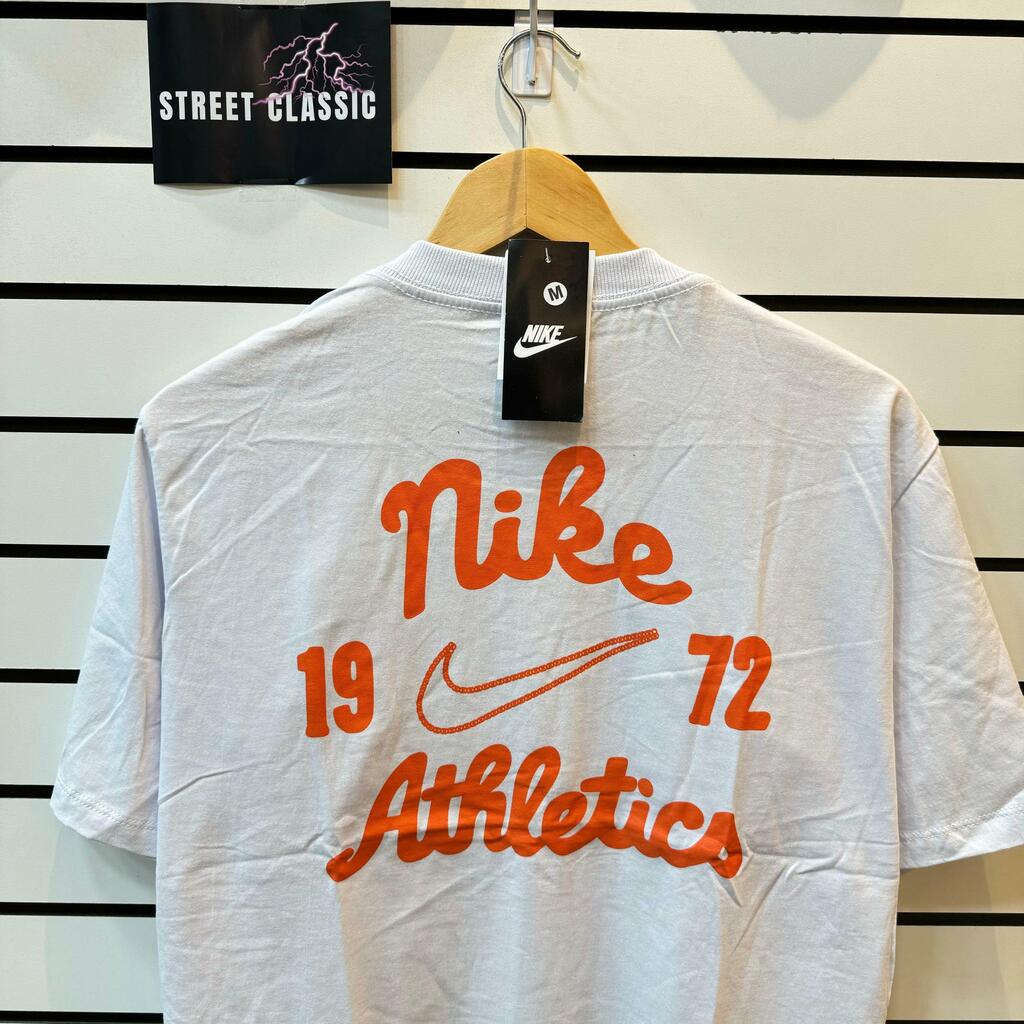 STREET CLASSIC
M
NIKE
Nike
19 72
Athletics